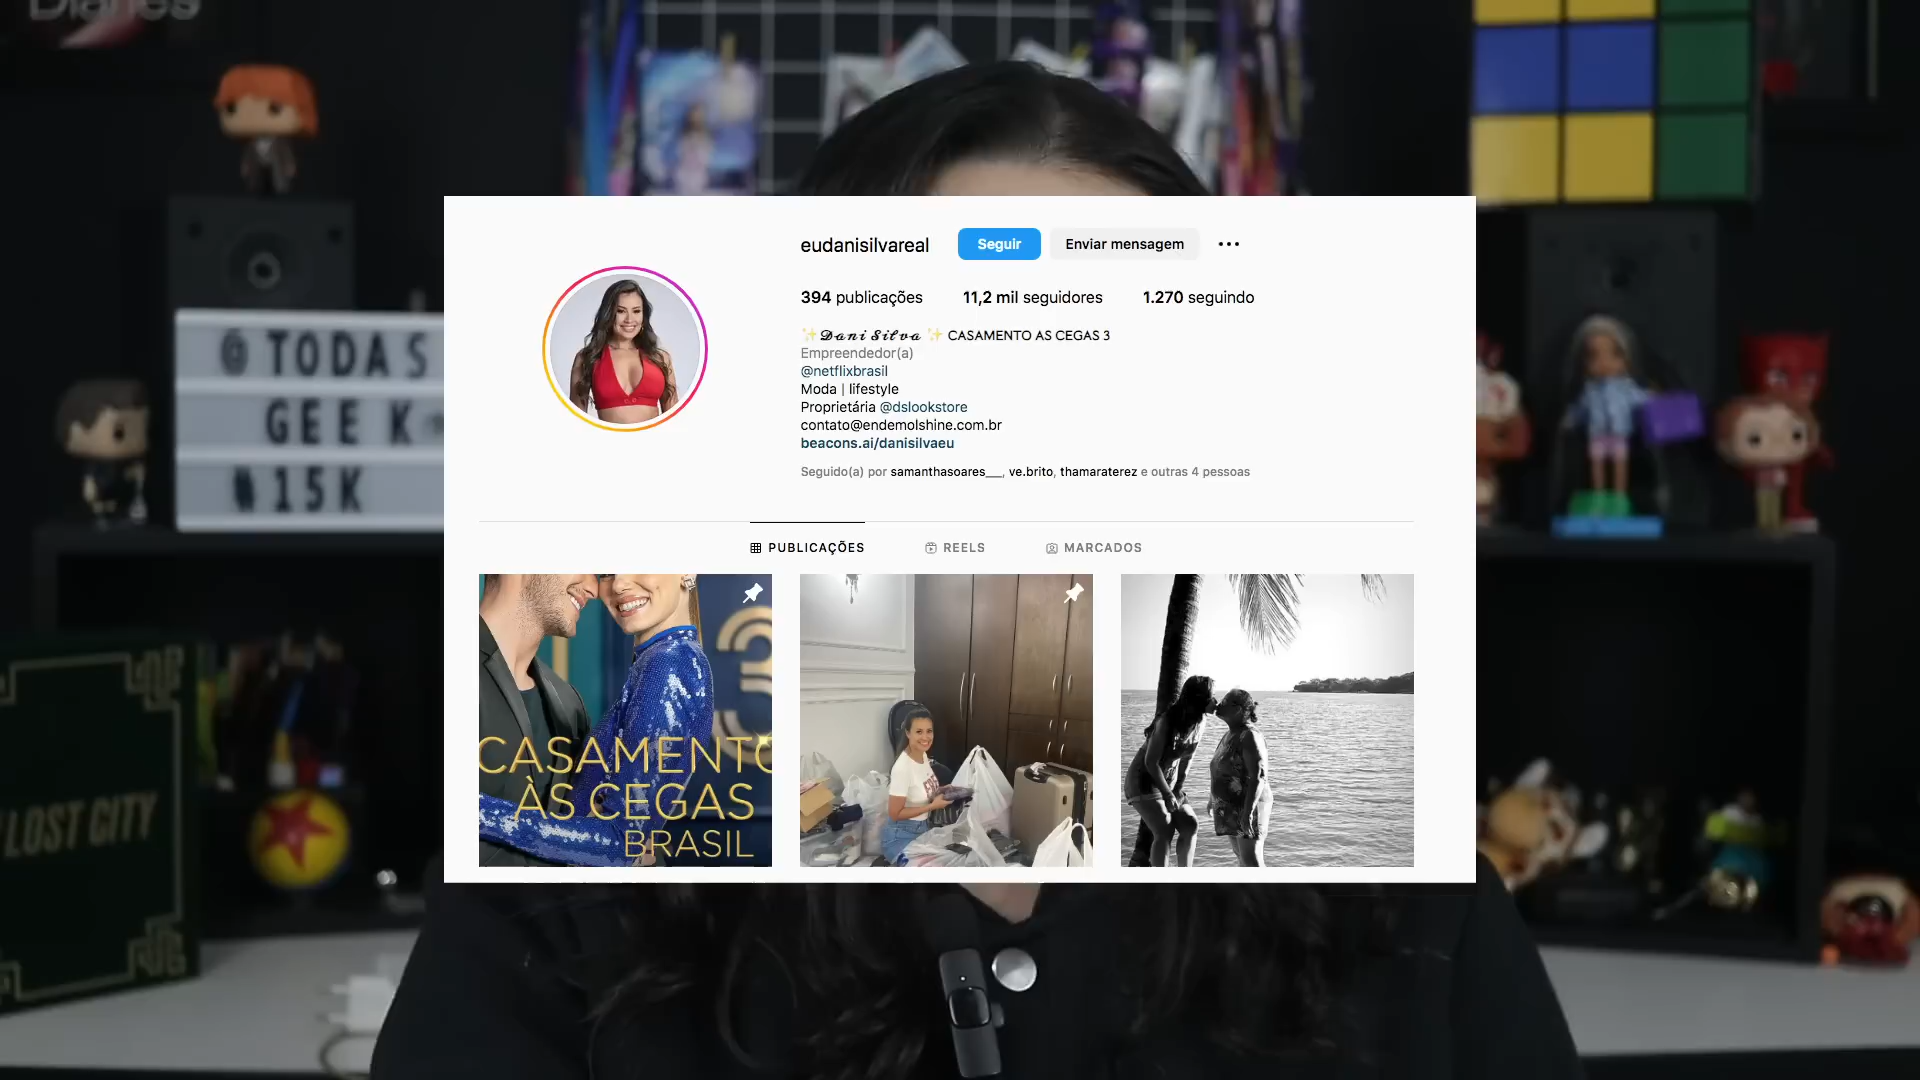 @ TODAS
GEEK
#15K
LOST CITY
eudanisilvareal
Seguir
Enviar mensagem
394 publicações
11,2 mil seguidores
1.270 seguindo
✨𝓓𝓪𝓷𝓲 𝓢𝓲𝓵𝓿𝓪 ✨ CASAMENTO AS CEGAS 3
Empreendedor(a)
@netflixbrasil
Moda | lifestyle
Proprietária @dslookstore
contato@endemolshine.com.br
beacons.ai/danisilvaeu
Seguido(a) por samanthasoares___, ve.brito, thamaraterez e outras 4 pessoas
PUBLICAÇÕES
REELS
MARCADOS
3
CASAMENTO
ÀS CEGAS
BRASIL